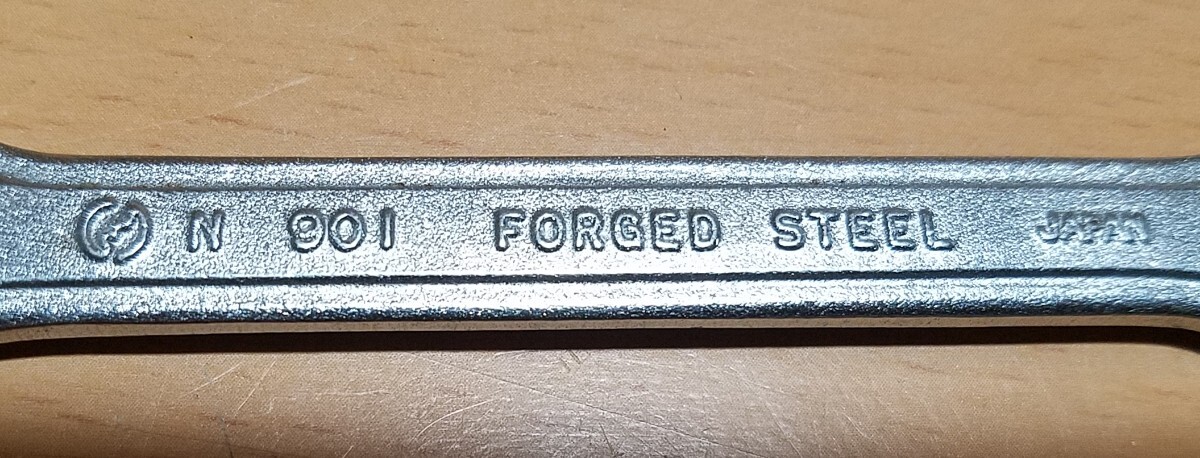 N 901 FORGED STEEL JAPAN